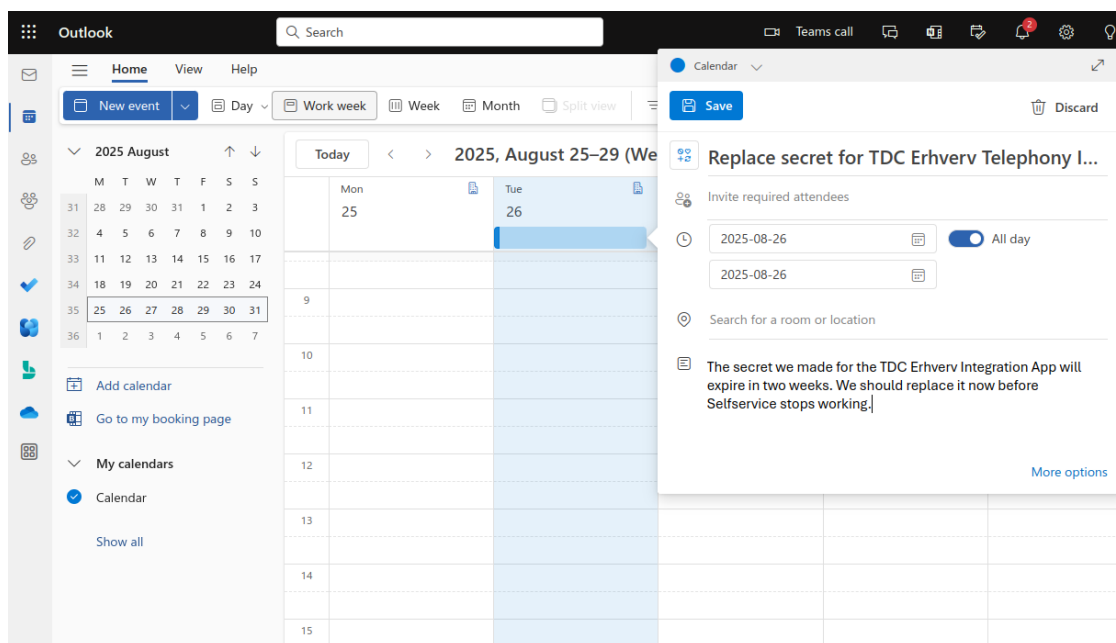 Outlook
Search
Teams call
2
Home View Help
New event Day Work week Week Month Split view
2025 August
M T W T F S S
31 28 29 30 31 1 2 3
32 4 5 6 7 8 9 10
33 11 12 13 14 15 16 17
34 18 19 20 21 22 23 24
35 25 26 27 28 29 30 31
36 1 2 3 4 5 6 7
Add calendar
Go to my booking page
My calendars
Calendar
Show all
Today 2025, August 25–29 (We
Mon Tue
25 26
9
10
11
12
13
14
15
Calendar
Save Discard
Replace secret for TDC Erhverv Telephony I...
Invite required attendees
2025-08-26 All day
2025-08-26
Search for a room or location
The secret we made for the TDC Erhverv Integration App will
expire in two weeks. We should replace it now before
Selfservice stops working.
More options